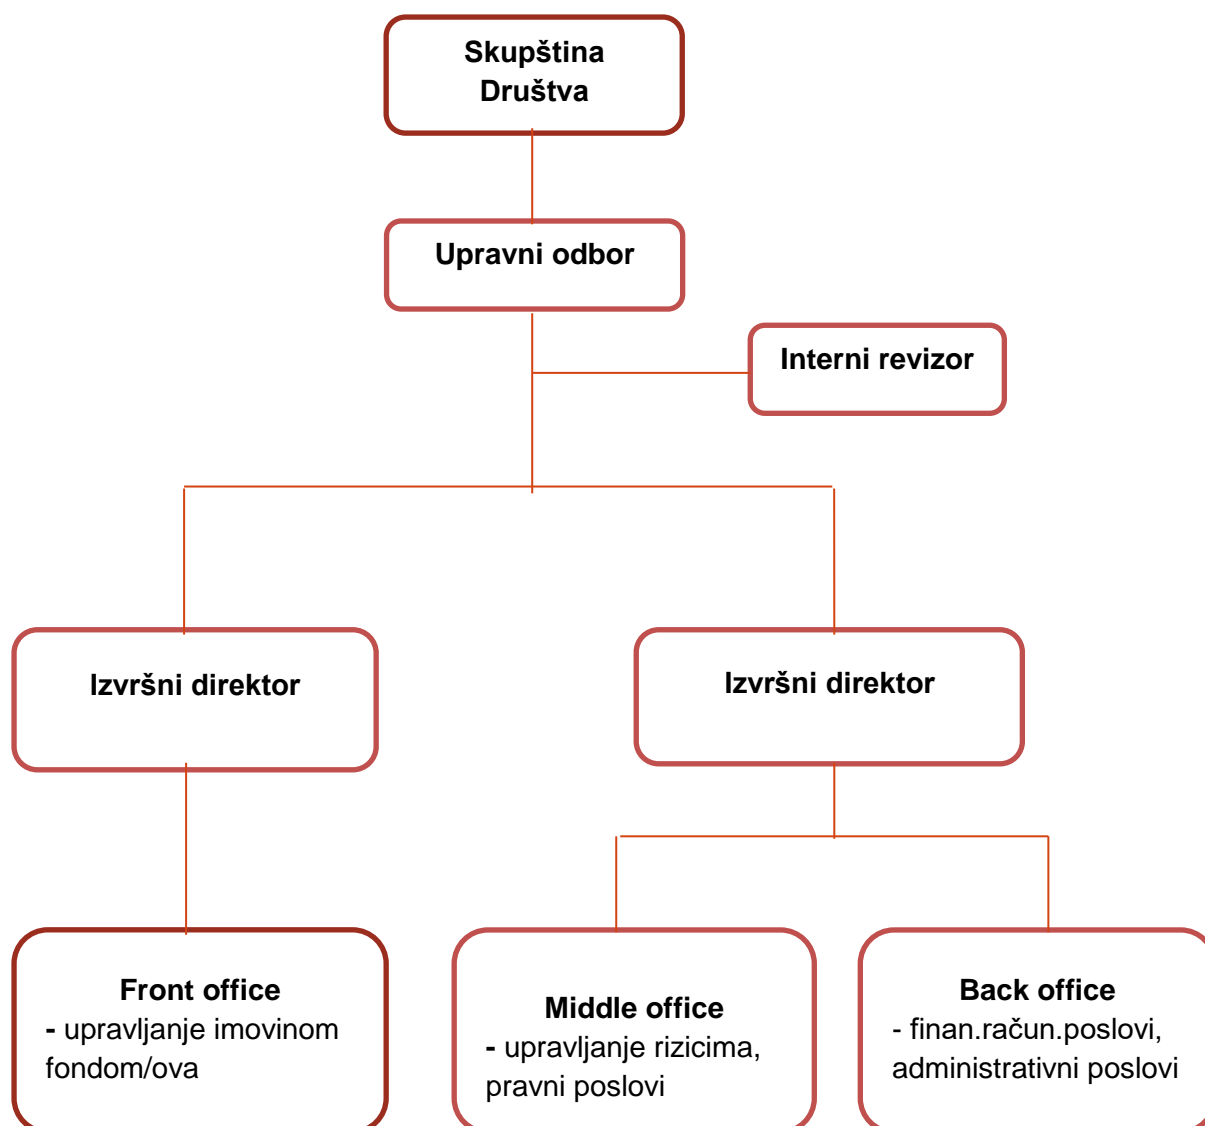 Skupština
Društva
Upravni odbor
Interni revizor
Izvršni direktor
Izvršni direktor
Front office
- upravljanje imovinom
fondom/ova
Middle office
- upravljanje rizicima,
pravni poslovi
Back office
- finan.račun.poslovi,
administrativni poslovi